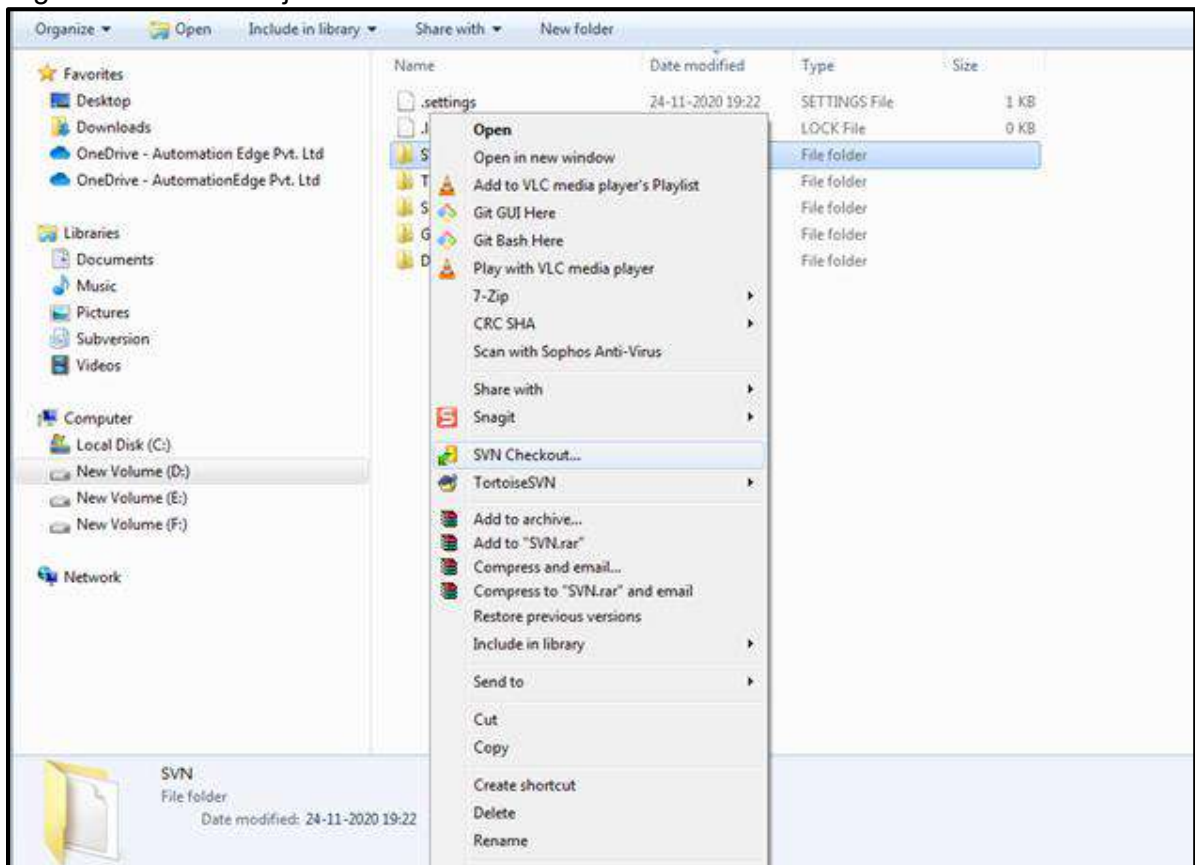 Organize Open Include in library Share with New folder
Name Date modified Type Size
Favorites
Desktop
Downloads
OneDrive - Automation Edge Pvt. Ltd
OneDrive - AutomationEdge Pvt. Ltd
Libraries
Documents
Music
Pictures
Subversion
Videos
Computer
Local Disk (C:)
New Volume (D:)
New Volume (E:)
New Volume (F:)
Network
.settings 24-11-2020 19:22 SETTINGS File 1 KB
LOCK File 0 KB
S File folder
T File folder
S File folder
G File folder
D File folder
Open
Open in new window
Add to VLC media player's Playlist
Git GUI Here
Git Bash Here
Play with VLC media player
7-Zip
CRC SHA
Scan with Sophos Anti-Virus
Share with
Snagit
SVN Checkout...
TortoiseSVN
Add to archive...
Add to "SVN.rar"
Compress and email...
Compress to "SVN.rar" and email
Restore previous versions
Include in library
Send to
Cut
Copy
Create shortcut
Delete
Rename
SVN
File folder
Date modified: 24-11-2020 19:22